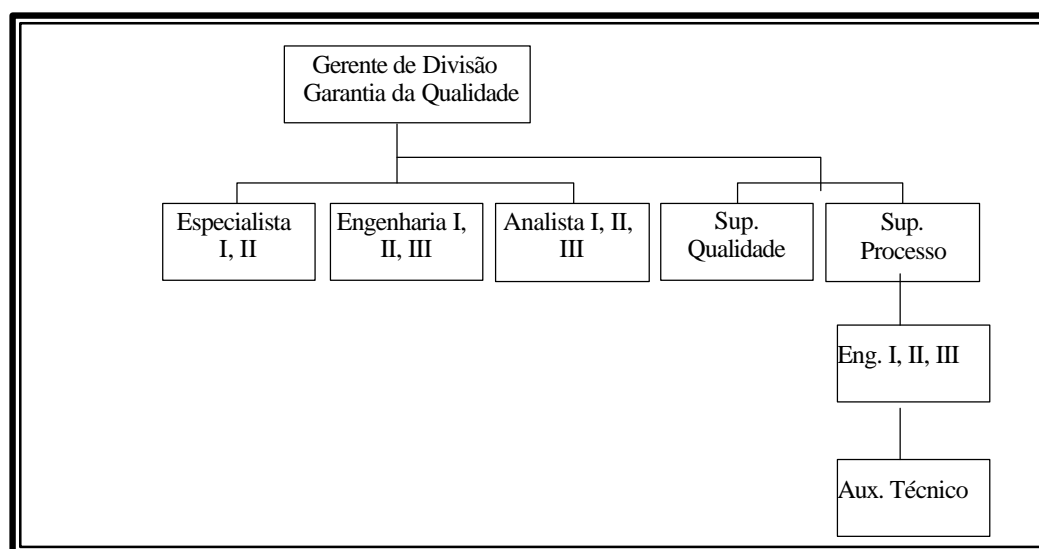 Gerente de Divisão
Garantia da Qualidade
Especialista
I, II
Engenharia I,
II, III
Analista I, II,
III
Sup.
Qualidade
Sup.
Processo
Eng. I, II, III
Aux. Técnico